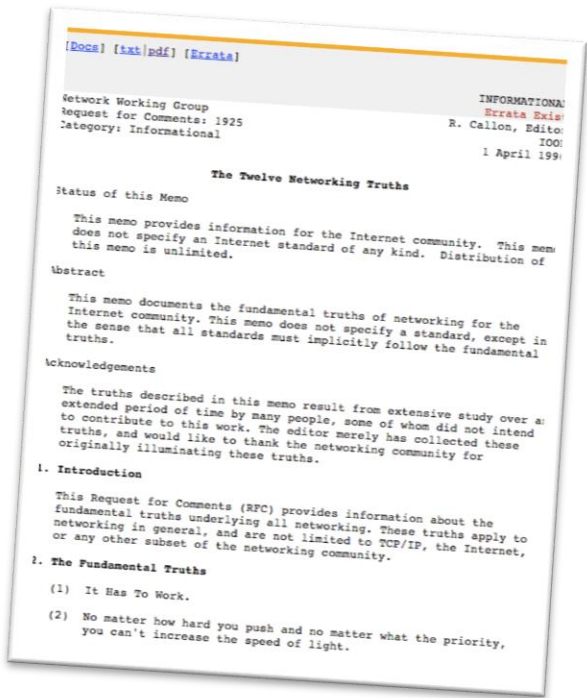 [Docs] [txt|pdf] [Errata]
INFORMATIONAL
Errata Exist
Network Working Group
R. Callon, Editor
Request for Comments: 1925
IOOF
Category: Informational
1 April 1996
The Twelve Networking Truths
Status of this Memo
This memo provides information for the Internet community. This memo
does not specify an Internet standard of any kind. Distribution of
this memo is unlimited.
Abstract
This memo documents the fundamental truths of networking for the
Internet community. This memo does not specify a standard, except in
the sense that all standards must implicitly follow the fundamental
truths.
Acknowledgements
The truths described in this memo result from extensive study over an
extended period of time by many people, some of whom did not intend
to contribute to this work. The editor merely has collected these
truths, and would like to thank the networking community for
originally illuminating these truths.
1. Introduction
This Request for Comments (RFC) provides information about the
fundamental truths underlying all networking. These truths apply to
networking in general, and are not limited to TCP/IP, the Internet,
or any other subset of the networking community.
2. The Fundamental Truths
(1) It Has To Work.
(2) No matter how hard you push and no matter what the priority,
you can't increase the speed of light.